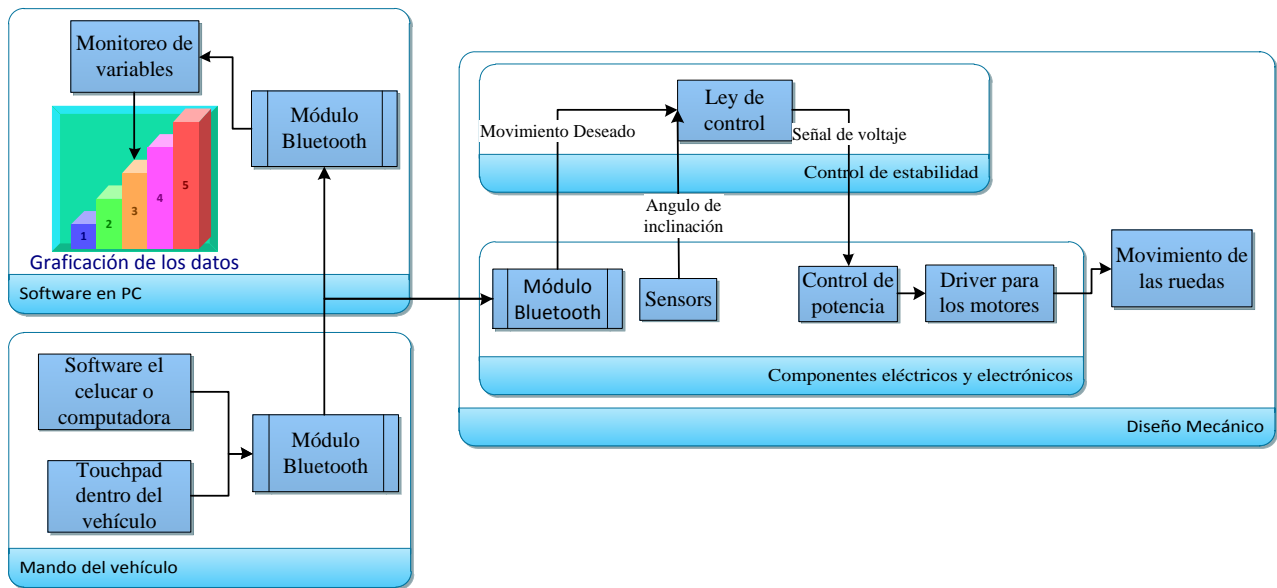 Monitoreo de
variables
Módulo
Bluetooth
1
2
3
4
5
Graficación de los datos
Software en PC
Software el
celucar o
computadora
Touchpad
dentro del
vehículo
Módulo
Bluetooth
Mando del vehículo
Ley de
control
Movimiento Deseado
Señal de voltaje
Control de estabilidad
Angulo de
inclinación
Módulo
Bluetooth
Sensors
Control de
potencia
Driver para
los motores
Movimiento de
las ruedas
Componentes eléctricos y electrónicos
Diseño Mecánico